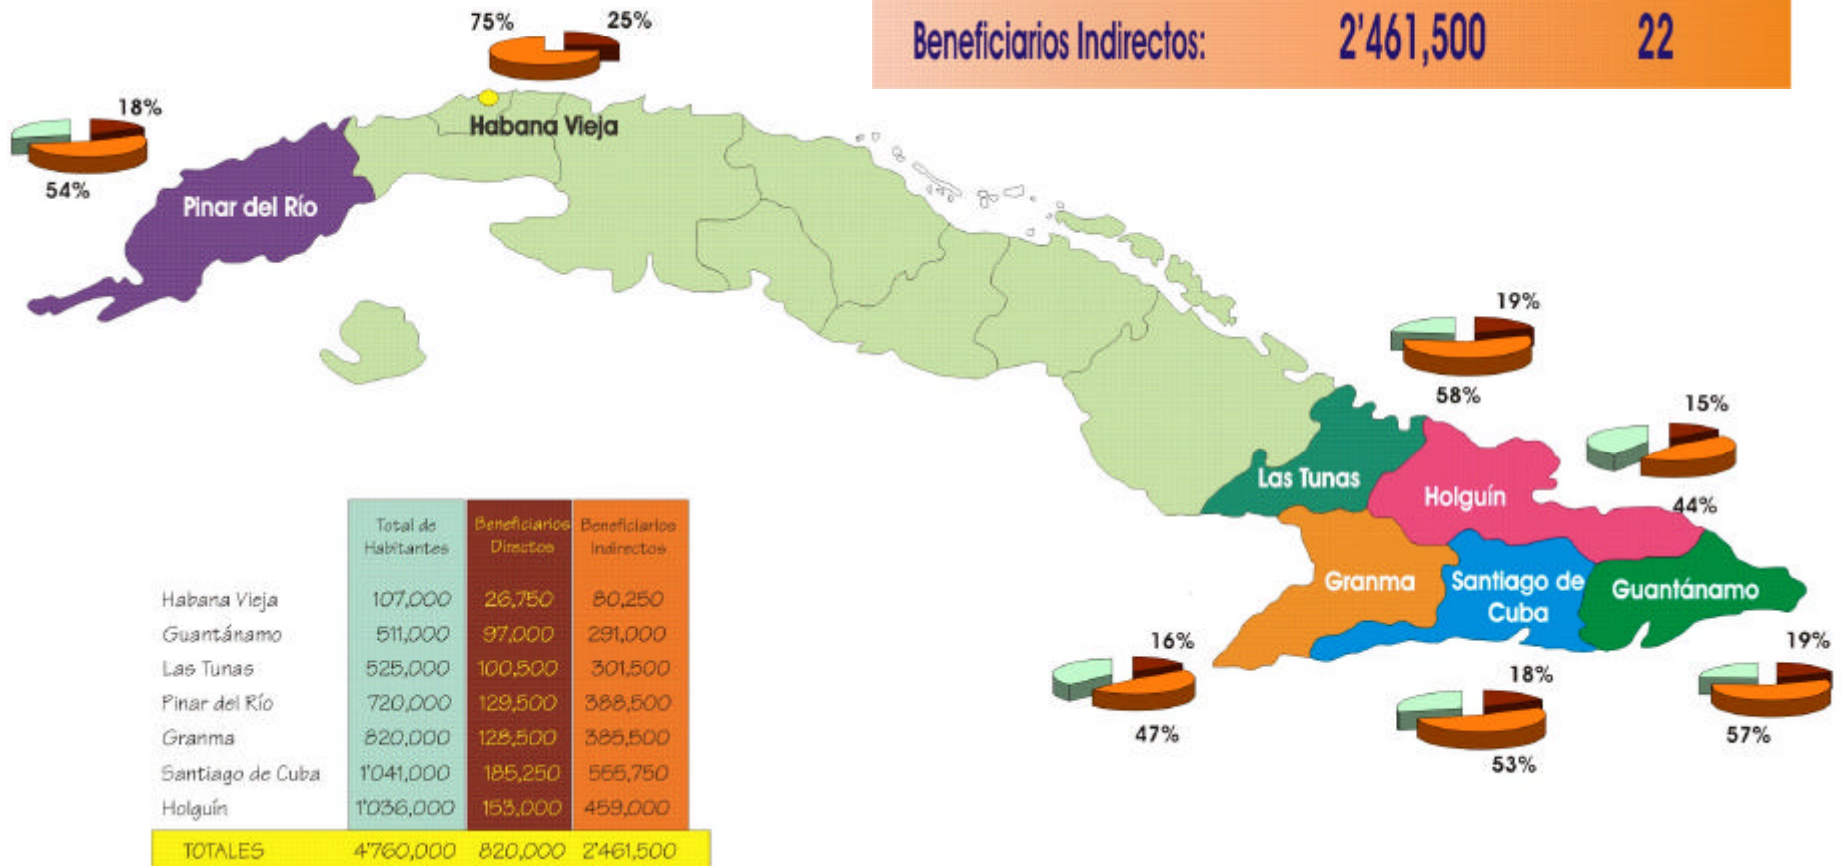 Beneficiarios Indirectos: 2'461,500 22
75% 25%
18%
54%
Habana Vieja
Pinar del Río
19%
58%
15%
44%
Las Tunas
Holguín
Granma
Santiago de Cuba
Guantánamo
16%
47%
18%
53%
19%
57%
Total de Habitantes Beneficiarios Directos Beneficiarios Indirectos
Habana Vieja 107,000 26,750 80,250
Guantánamo 511,000 97,000 291,000
Las Tunas 525,000 100,500 301,500
Pinar del Río 720,000 129,500 388,500
Granma 820,000 128,500 385,500
Santiago de Cuba 1'041,000 185,250 555,750
Holguín 1'036,000 153,000 459,000
TOTALES 4'760,000 820,000 2'461,500